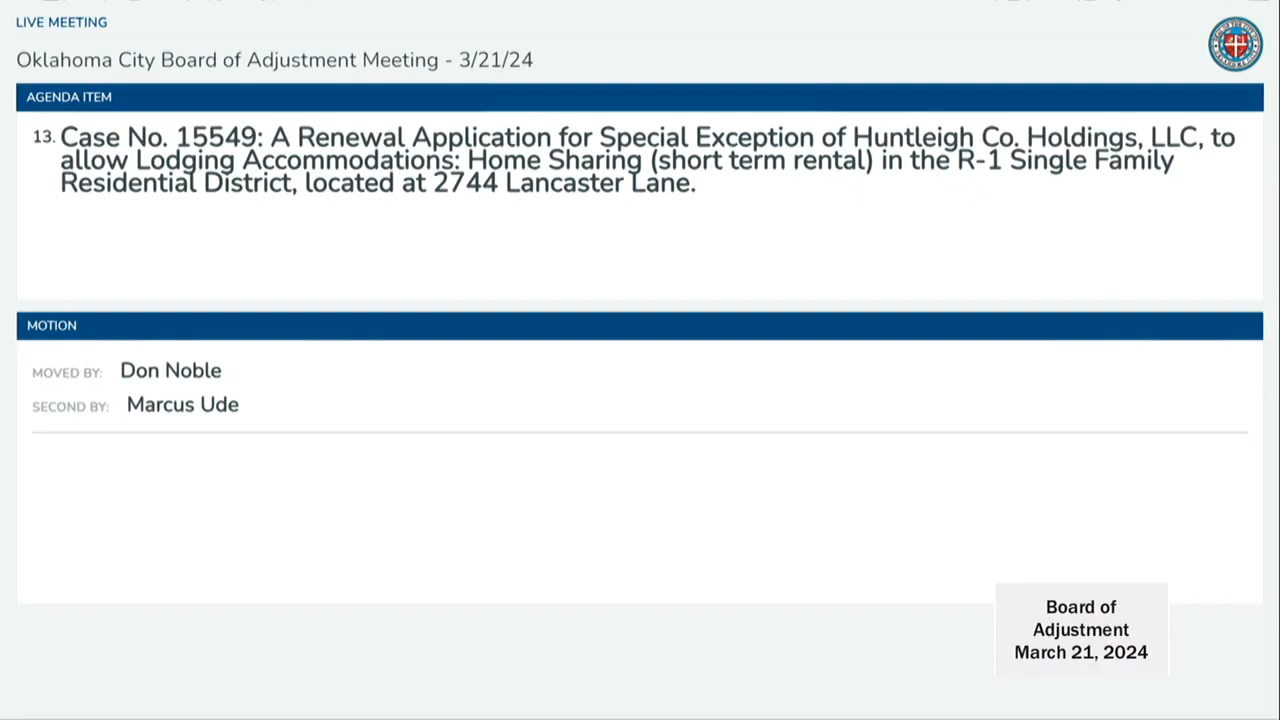 LIVE MEETING
Oklahoma City Board of Adjustment Meeting - 3/21/24
AGENDA ITEM
13. Case No. 15549: A Renewal Application for Special Exception of Huntleigh Co. Holdings, LLC, to
allow Lodging Accommodations: Home Sharing (short term rental) in the R-1 Single Family
Residential District, located at 2744 Lancaster Lane.
MOTION
MOVED BY: Don Noble
SECOND BY: Marcus Ude
Board of
Adjustment
March 21, 2024